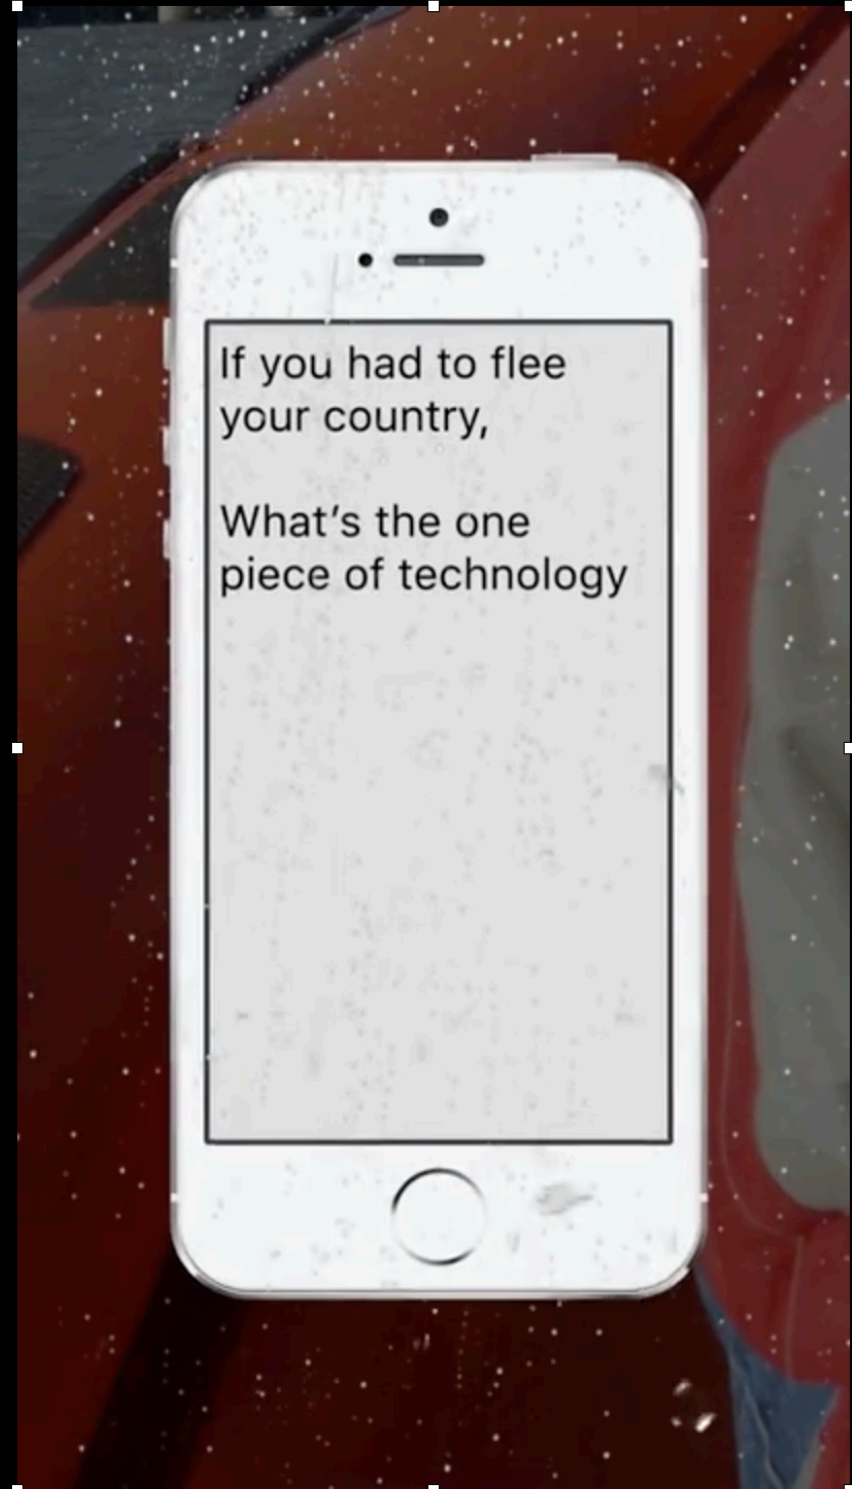 If you had to flee
your country,
What's the one
piece of technology